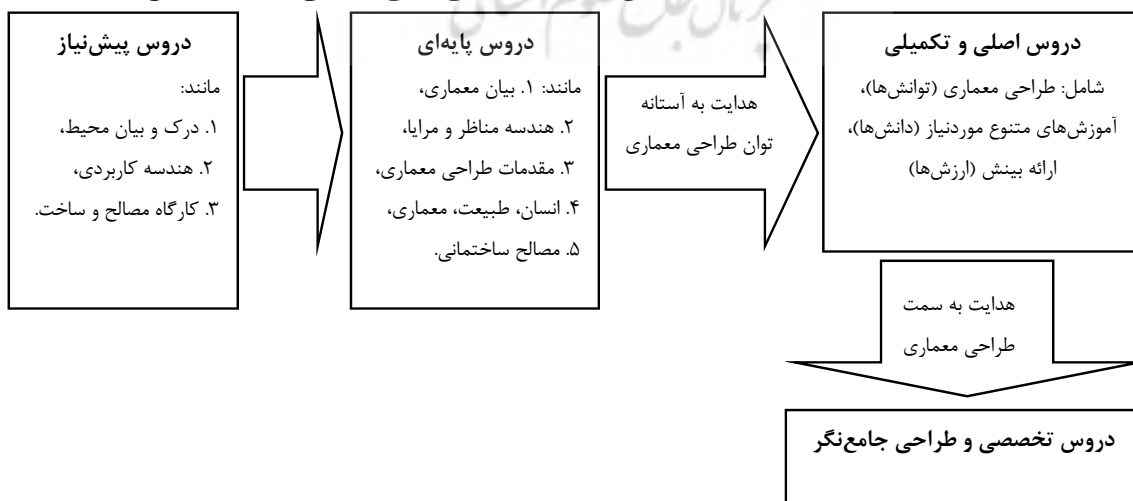 دروس پیش‌نیاز
مانند:
۱. درک و بیان محیط،
۲. هندسه کاربردی،
۳. کارگاه مصالح و ساخت.
دروس پایه‌ای
مانند: ۱. بیان معماری،
۲. هندسه مناظر و مرایا،
۳. مقدمات طراحی معماری،
۴. انسان، طبیعت، معماری،
۵. مصالح ساختمانی.
هدایت به آستانه
توان طراحی معماری
دروس اصلی و تکمیلی
شامل: طراحی معماری (توانش‌ها)،
آموزش‌های متنوع موردنیاز (دانش‌ها)،
ارائه بینش (ارزش‌ها)
هدایت به سمت
طراحی معماری
دروس تخصصی و طراحی جامع‌نگر